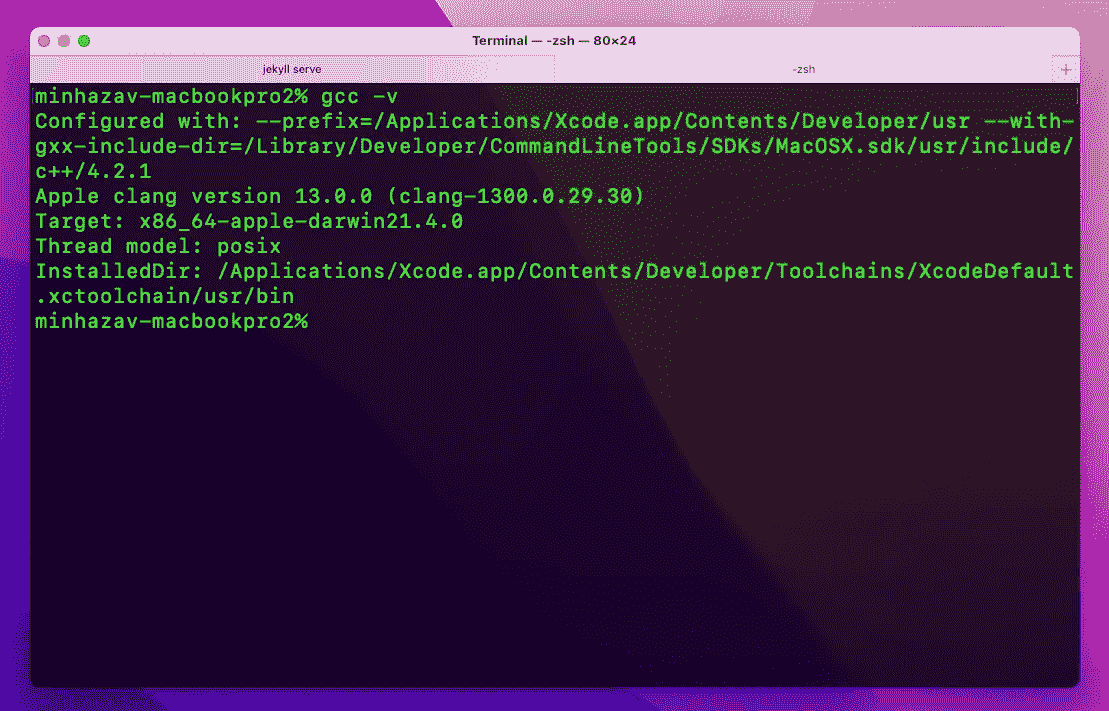 Terminal — -zsh — 80×24
jekyll serve
-zsh
+
minhazav-macbookpro2% gcc -v
Configured with: --prefix=/Applications/Xcode.app/Contents/Developer/usr --with-
gxx-include-dir=/Library/Developer/CommandLineTools/SDKs/MacOSX.sdk/usr/include/
c++/4.2.1
Apple clang version 13.0.0 (clang-1300.0.29.30)
Target: x86_64-apple-darwin21.4.0
Thread model: posix
InstalledDir: /Applications/Xcode.app/Contents/Developer/Toolchains/XcodeDefault
.xctoolchain/usr/bin
minhazav-macbookpro2%